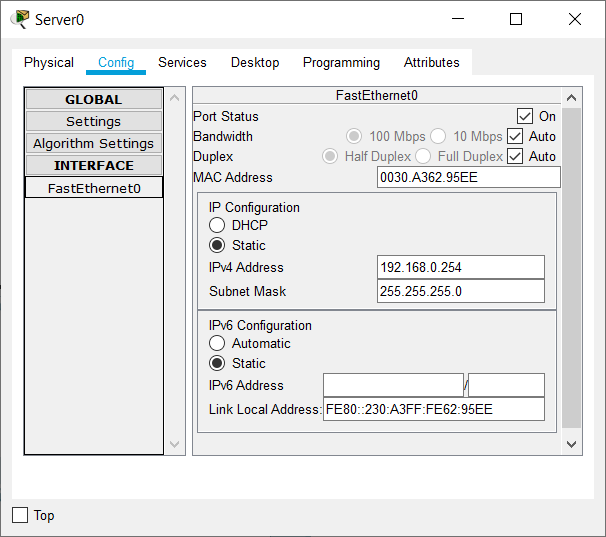 Server0
Physical Config Services Desktop Programming Attributes
GLOBAL
Settings
Algorithm Settings
INTERFACE
FastEthernet0
FastEthernet0
Port Status On
Bandwidth 100 Mbps 10 Mbps Auto
Duplex Half Duplex Full Duplex Auto
MAC Address 0030.A362.95EE
IP Configuration
DHCP
Static
IPv4 Address 192.168.0.254
Subnet Mask 255.255.255.0
IPv6 Configuration
Automatic
Static
IPv6 Address /
Link Local Address: FE80::230:A3FF:FE62:95EE
Top